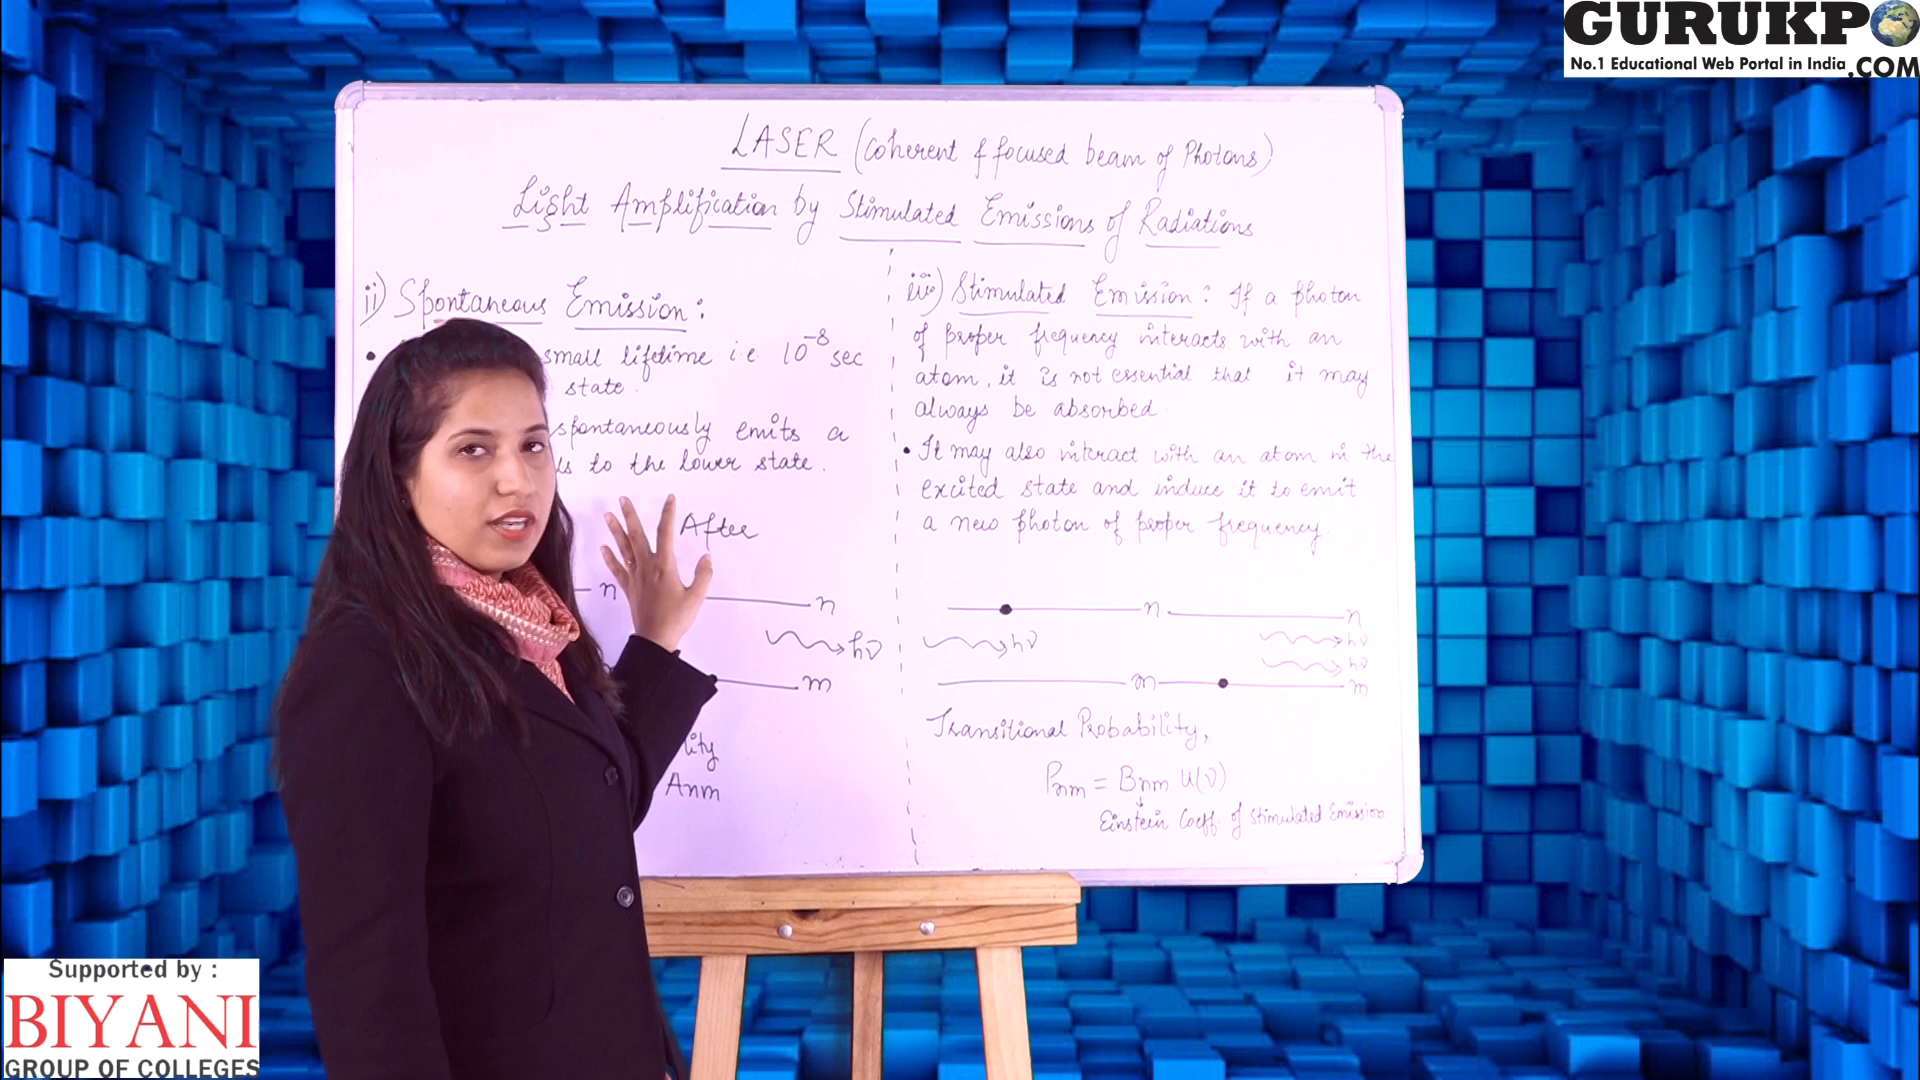 GURUKPO
No.1 Educational Web Portal in India .COM
LASER (Coherent & focused beam of Photons)
Light Amplification by Stimulated Emissions of Radiations
ii) Spontaneous Emission:
small lifetime i.e. 10⁻⁸ sec
state.
spontaneously emits a
to the lower state.
After
n
n
hν
m
Anm
iii) Stimulated Emission: If a photon
of proper frequency interacts with an
atom, it is not essential that it may
always be absorbed.
• It may also interact with an atom in the
excited state and induce it to emit
a new photon of proper frequency.
n n
hν hν
hν
m m
Transitional Probability,
Pnm = Bnm u(ν)
↓
Einstein Coeff. of Stimulated Emission
Supported by :
BIYANI
GROUP OF COLLEGES